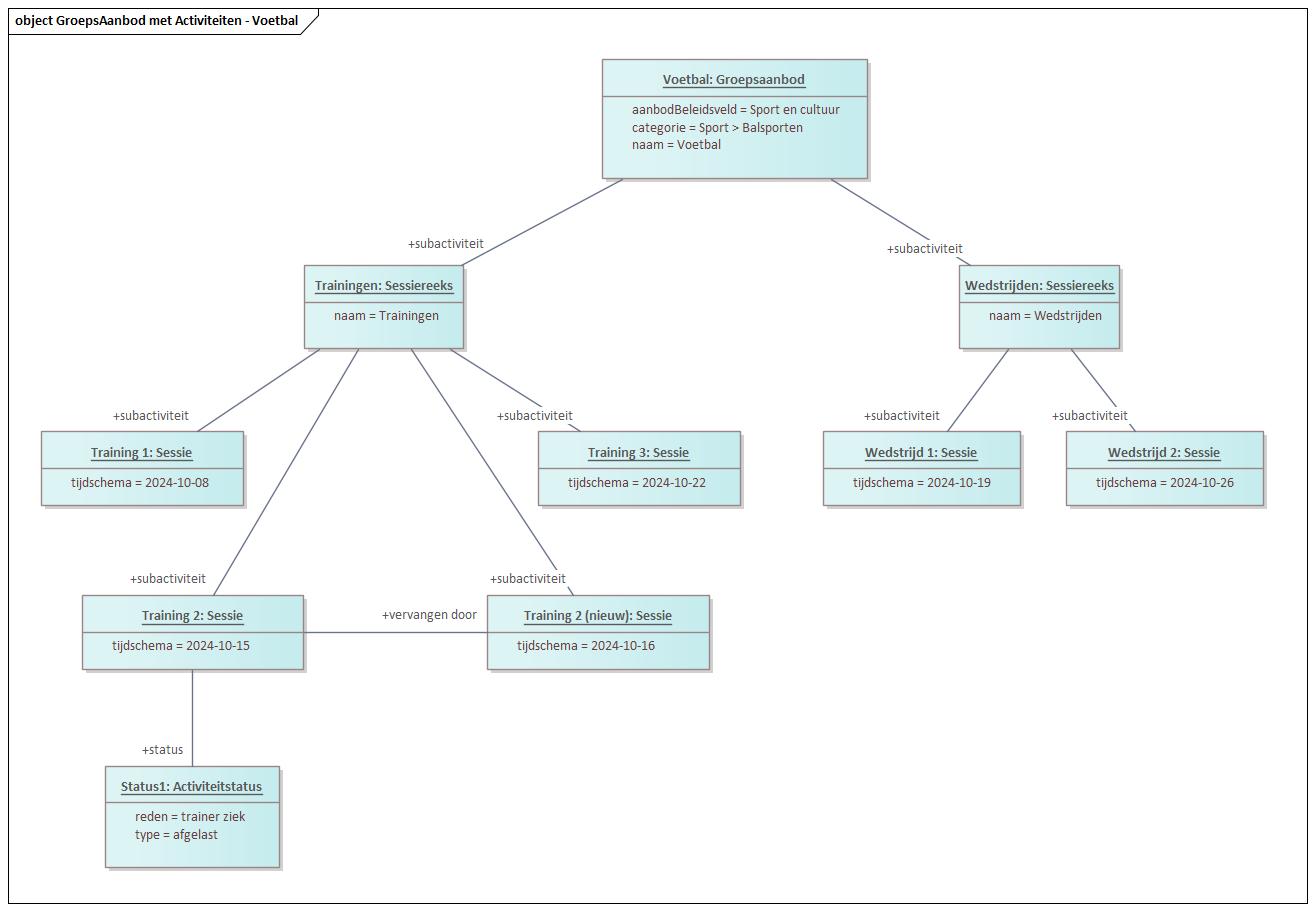 object GroepsAanbod met Activiteiten - Voetbal
Voetbal: Groepsaanbod
aanbodBeleidsveld = Sport en cultuur
categorie = Sport > Balsporten
naam = Voetbal
+subactiviteit
+subactiviteit
Trainingen: Sessiereeks
naam = Trainingen
Wedstrijden: Sessiereeks
naam = Wedstrijden
+subactiviteit
+subactiviteit
+subactiviteit
+subactiviteit
Training 1: Sessie
tijdschema = 2024-10-08
Training 3: Sessie
tijdschema = 2024-10-22
Wedstrijd 1: Sessie
tijdschema = 2024-10-19
Wedstrijd 2: Sessie
tijdschema = 2024-10-26
+subactiviteit
+subactiviteit
Training 2: Sessie
tijdschema = 2024-10-15
+vervangen door
Training 2 (nieuw): Sessie
tijdschema = 2024-10-16
+status
Status1: Activiteitstatus
reden = trainer ziek
type = afgelast